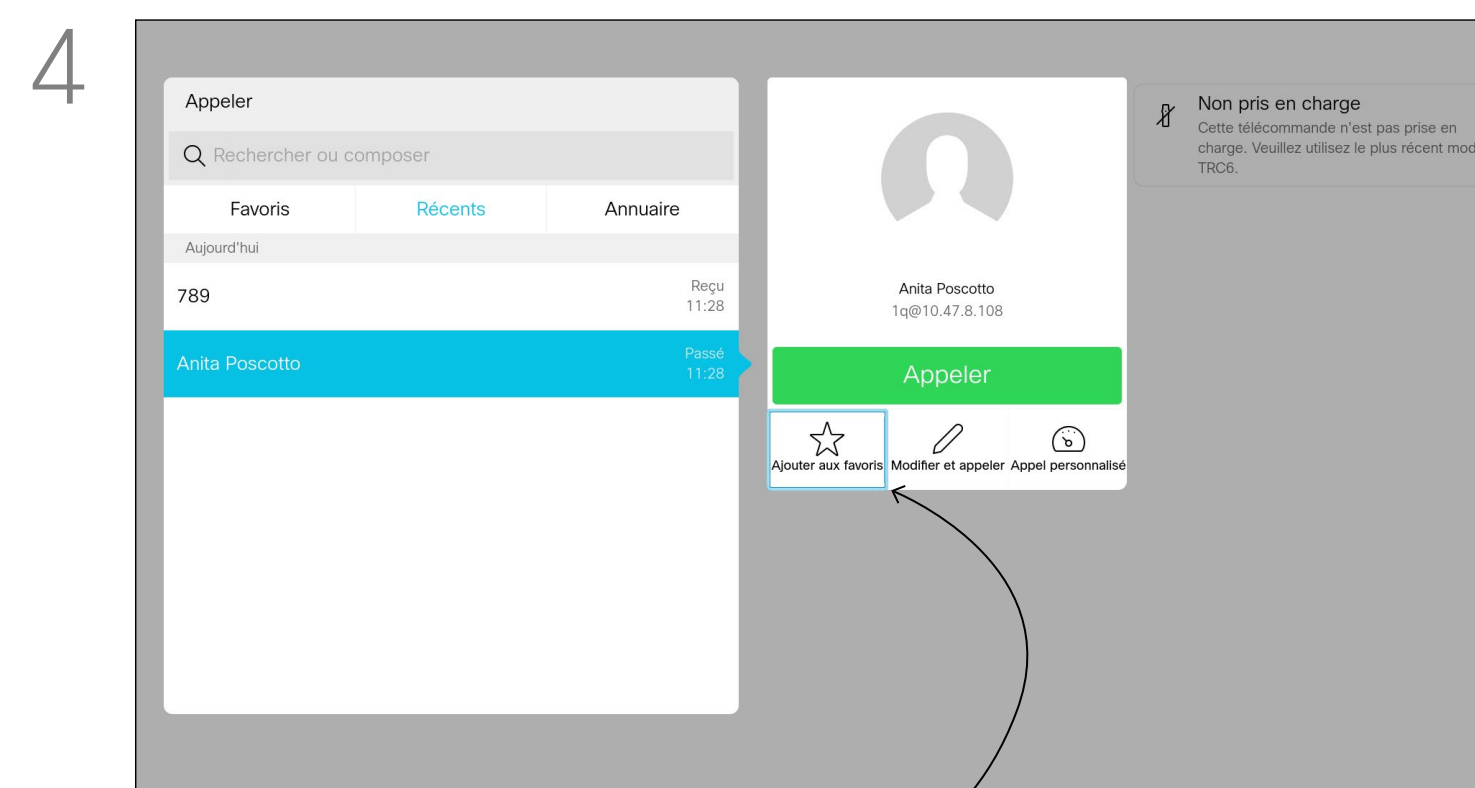 4
Appeler
Rechercher ou composer
Favoris Récents Annuaire
Aujourd'hui
789
Reçu
11:28
Anita Poscotto
Passé
11:28
Anita Poscotto
1q@10.47.8.108
Appeler
Ajouter aux favoris Modifier et appeler Appel personnalisé
Non pris en charge
Cette télécommande n'est pas prise en
charge. Veuillez utilisez le plus récent mod
TRC6.